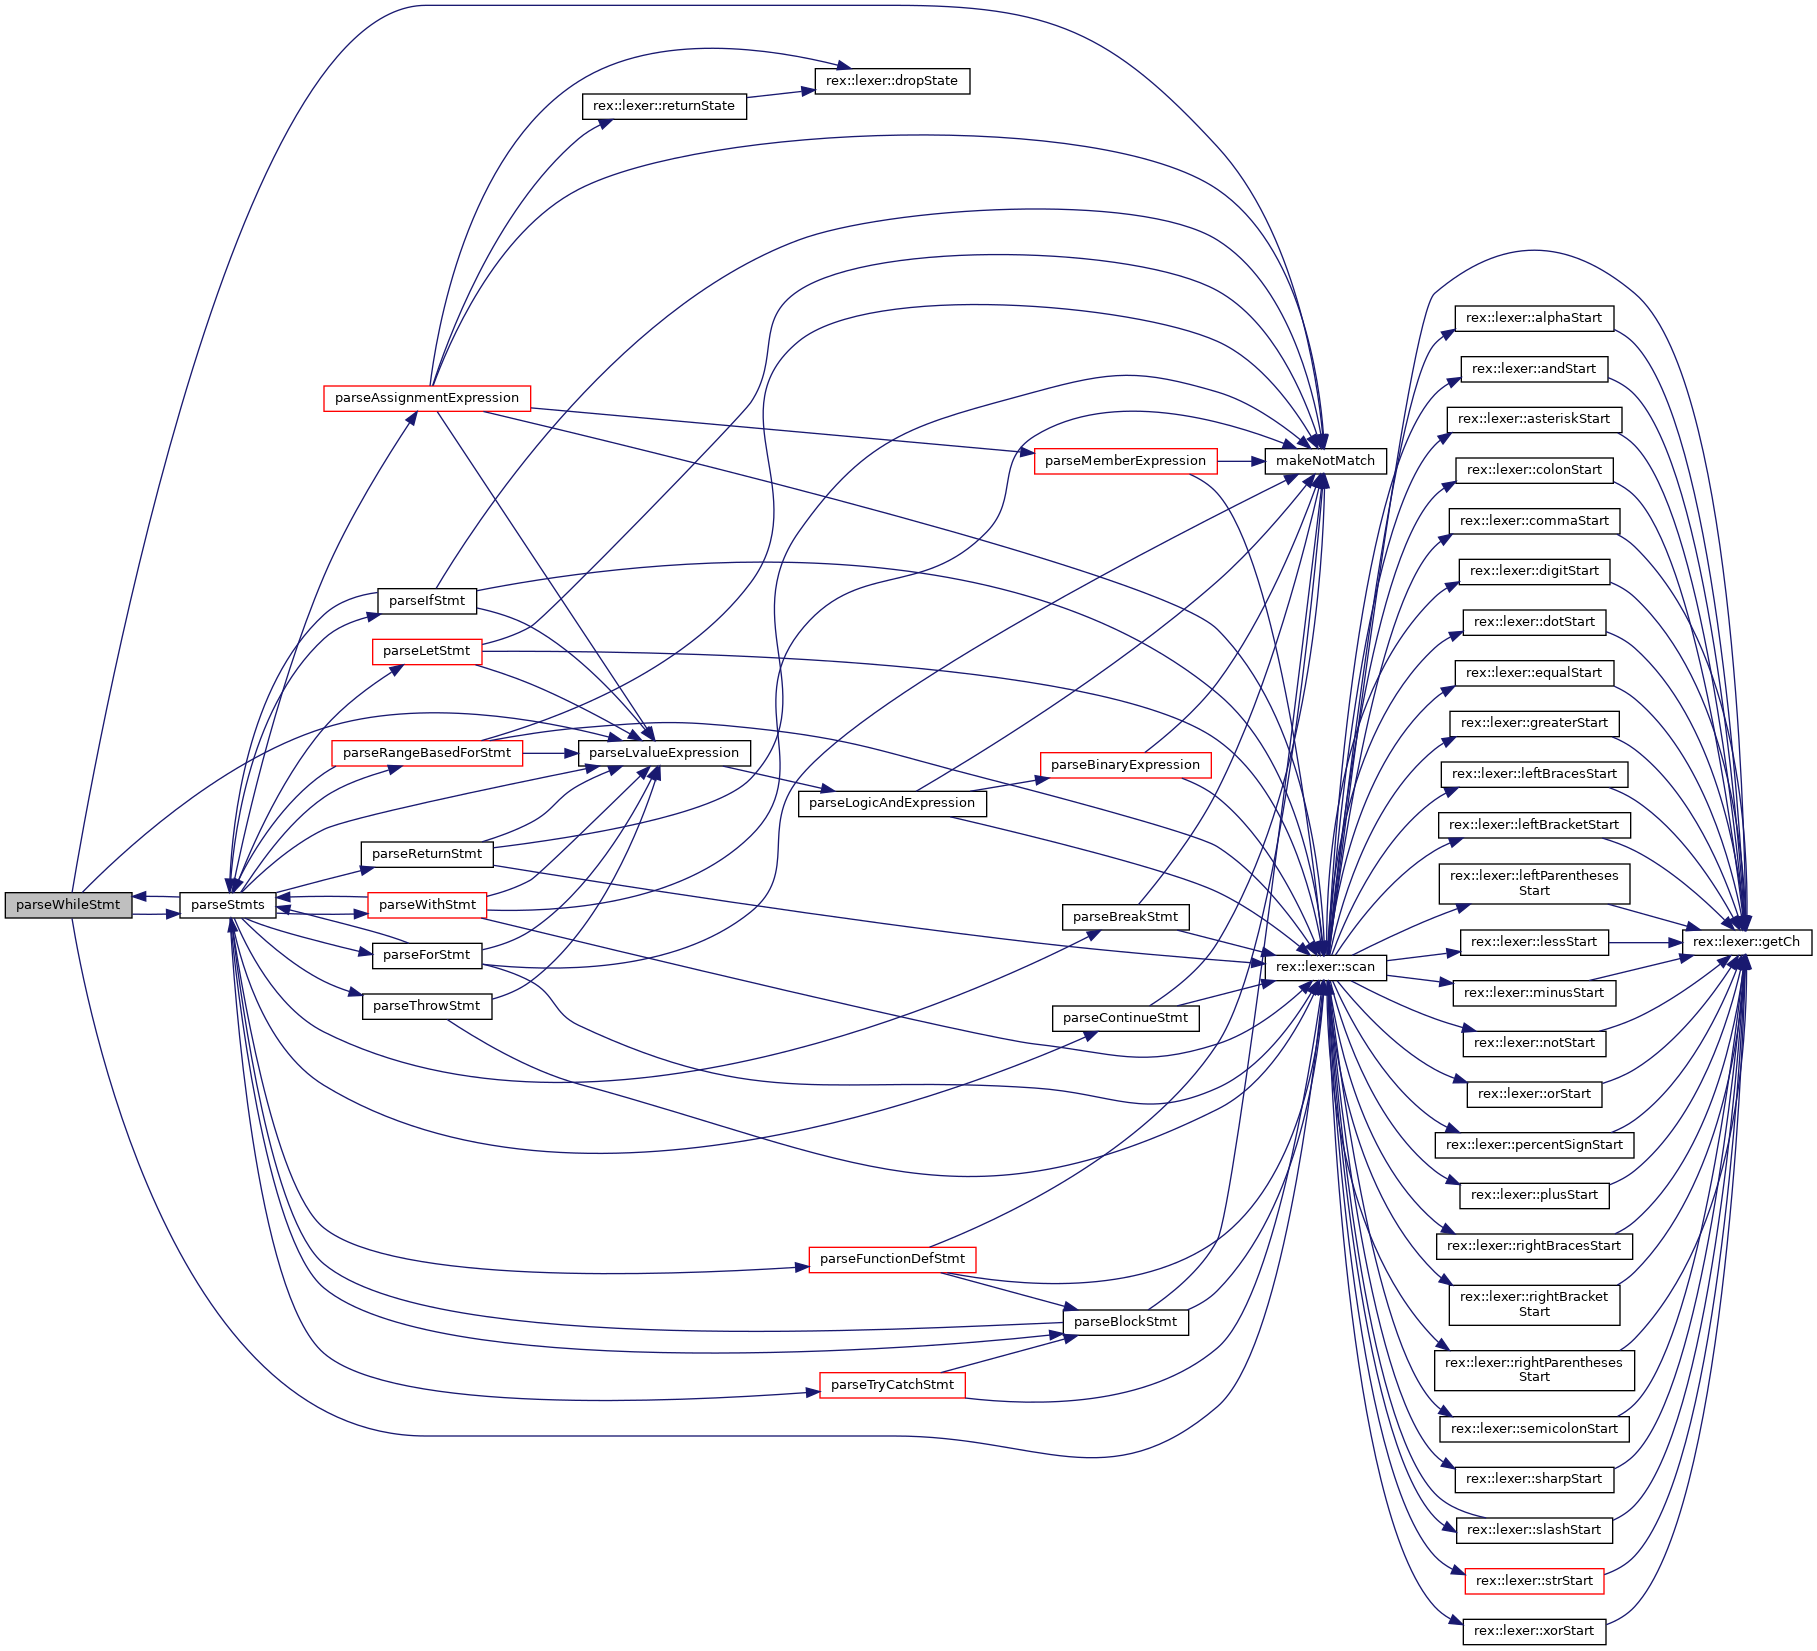 rex::lexer::dropState
rex::lexer::returnState
parseAssignmentExpression
parseMemberExpression
makeNotMatch
parseIfStmt
parseLetStmt
parseRangeBasedForStmt
parseLvalueExpression
parseBinaryExpression
parseLogicAndExpression
parseReturnStmt
parseWhileStmt
parseStmts
parseWithStmt
parseBreakStmt
parseForStmt
rex::lexer::scan
parseThrowStmt
parseContinueStmt
parseFunctionDefStmt
parseBlockStmt
parseTryCatchStmt
rex::lexer::alphaStart
rex::lexer::andStart
rex::lexer::asteriskStart
rex::lexer::colonStart
rex::lexer::commaStart
rex::lexer::digitStart
rex::lexer::dotStart
rex::lexer::equalStart
rex::lexer::greaterStart
rex::lexer::leftBracesStart
rex::lexer::leftBracketStart
rex::lexer::leftParentheses
Start
rex::lexer::lessStart
rex::lexer::getCh
rex::lexer::minusStart
rex::lexer::notStart
rex::lexer::orStart
rex::lexer::percentSignStart
rex::lexer::plusStart
rex::lexer::rightBracesStart
rex::lexer::rightBracket
Start
rex::lexer::rightParentheses
Start
rex::lexer::semicolonStart
rex::lexer::sharpStart
rex::lexer::slashStart
rex::lexer::strStart
rex::lexer::xorStart